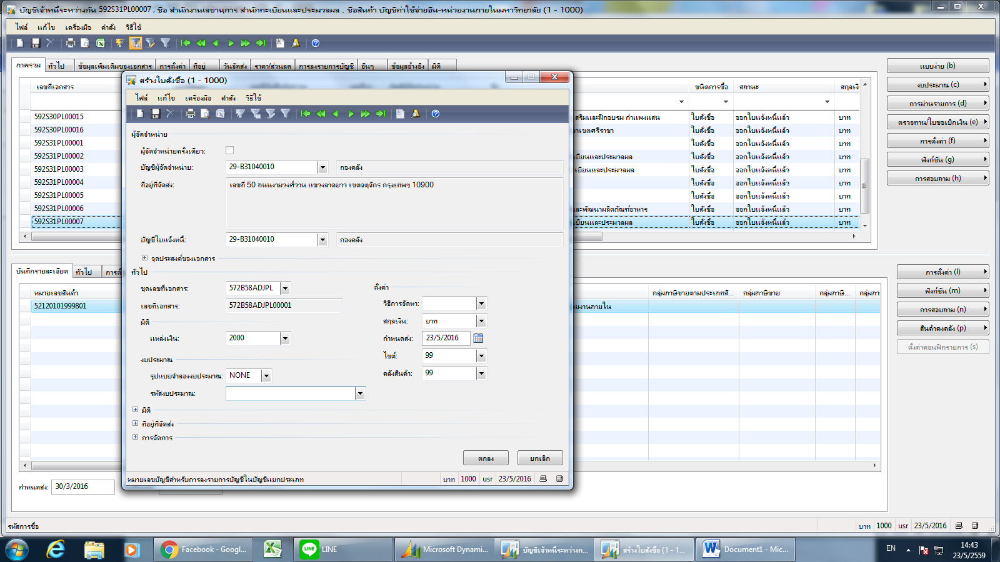 บัญชีเจ้าหนี้ระหว่างกัน 592S31PL00007 , ชื่อ สำนักงานเลขานุการ สำนักทะเบียนและประมวลผล , ชื่อสินค้า บัญชีค่าใช้จ่ายอื่น-หน่วยงานภายในมหาวิทยาลัย (1 - 1000)
ไฟล์ แก้ไข เครื่องมือ คำสั่ง วิธีใช้
ภาพรวม ทั่วไป ข้อมูลเพิ่มเติมของเอกสาร การตั้งค่า ที่อยู่ วันจัดส่ง ราคา/ส่วนลด การลงรายการบัญชี อื่นๆ ข้อมูลอ้างอิง มิติ
เลขที่เอกสาร ชนิดการซื้อ สถานะ สกุลเงิ
592S30PL00015 สริมและฝึกอบรม กำแพงแสน ใบสั่งซื้อ ออกใบแจ้งหนี้แล้ว บาท
592S30PL00016 าเขตศรีราชา ใบสั่งซื้อ ออกใบแจ้งหนี้แล้ว บาท
592S31PL00001 ใบสั่งซื้อ ออกใบแจ้งหนี้แล้ว บาท
592S31PL00002 บียนและประมวลผล ใบสั่งซื้อ ออกใบแจ้งหนี้แล้ว บาท
592S31PL00003 เบียนและประมวลผล ใบสั่งซื้อ ออกใบแจ้งหนี้แล้ว บาท
592S31PL00004 ใบสั่งซื้อ ออกใบแจ้งหนี้แล้ว บาท
592S31PL00005 ใบสั่งซื้อ ออกใบแจ้งหนี้แล้ว บาท
592S31PL00006 ละพัฒนาผลิตภัณฑ์อาหาร ใบสั่งซื้อ ออกใบแจ้งหนี้แล้ว บาท
592S31PL00007 บียนและประมวลผล ใบสั่งซื้อ ออกใบแจ้งหนี้แล้ว บาท
แบบง่าย (b)
งบประมาณ (c)
การผ่านรายการ (d)
ตรวจทาน/ใบขอเบิกเงิน (e)
การตั้งค่า (f)
ฟังก์ชัน (g)
การสอบถาม (h)
สร้างใบสั่งซื้อ (1 - 1000)
ไฟล์ แก้ไข เครื่องมือ คำสั่ง วิธีใช้
ผู้จัดจำหน่าย
ผู้จัดจำหน่ายครั้งเดียว:
บัญชีผู้จัดจำหน่าย: 29-B31040010 กองคลัง
ที่อยู่ที่จัดส่ง: เลขที่ 50 ถนนงามวงศ์วาน แขวงลาดยาว เขตจตุจักร กรุงเทพฯ 10900
บัญชีใบแจ้งหนี้: 29-B31040010 กองคลัง
จุดประสงค์ของเอกสาร
ทั่วไป
ชุดเลขที่เอกสาร: 572B58ADJPL
เลขที่เอกสาร: 572B58ADJPL00001
มิติ
แหล่งเงิน: 2000
งบประมาณ
รูปแบบจำลองงบประมาณ: NONE
รหัสงบประมาณ:
ตั้งค่า
วิธีการจัดหา:
สกุลเงิน: บาท
กำหนดส่ง: 23/5/2016
ไซต์: 99
คลังสินค้า: 99
มิติ
ที่อยู่ที่จัดส่ง
การจัดการ
ตกลง ยกเลิก
หมายเลขบัญชีสำหรับการลงรายการบัญชีในบัญชีแยกประเภท บาท 1000 usr 23/5/2016
บันทึกรายละเอียด ทั่วไป การตั้
หมายเลขสินค้า กลุ่มภาษีขายตามประเภทสิ... กลุ่มภาษีขาย กลุ่มภาษี... กลุ่มภา
52120101999801 ยงานภายใน
การตั้งค่า (l)
ฟังก์ชัน (m)
การสอบถาม (n)
สินค้าคงคลัง (p)
ตั้งค่าคอนฟิกรายการ (s)
กำหนดส่ง: 30/3/2016
รหัสการซื้อ บาท 1000 usr 23/5/2016
Facebook - Googl... LINE LINE Microsoft Dynami... บัญชีเจ้าหนี้ระหว่างก... สร้างใบสั่งซื้อ (1 - 1... Document1 - Mic... EN 14:43
23/5/2559